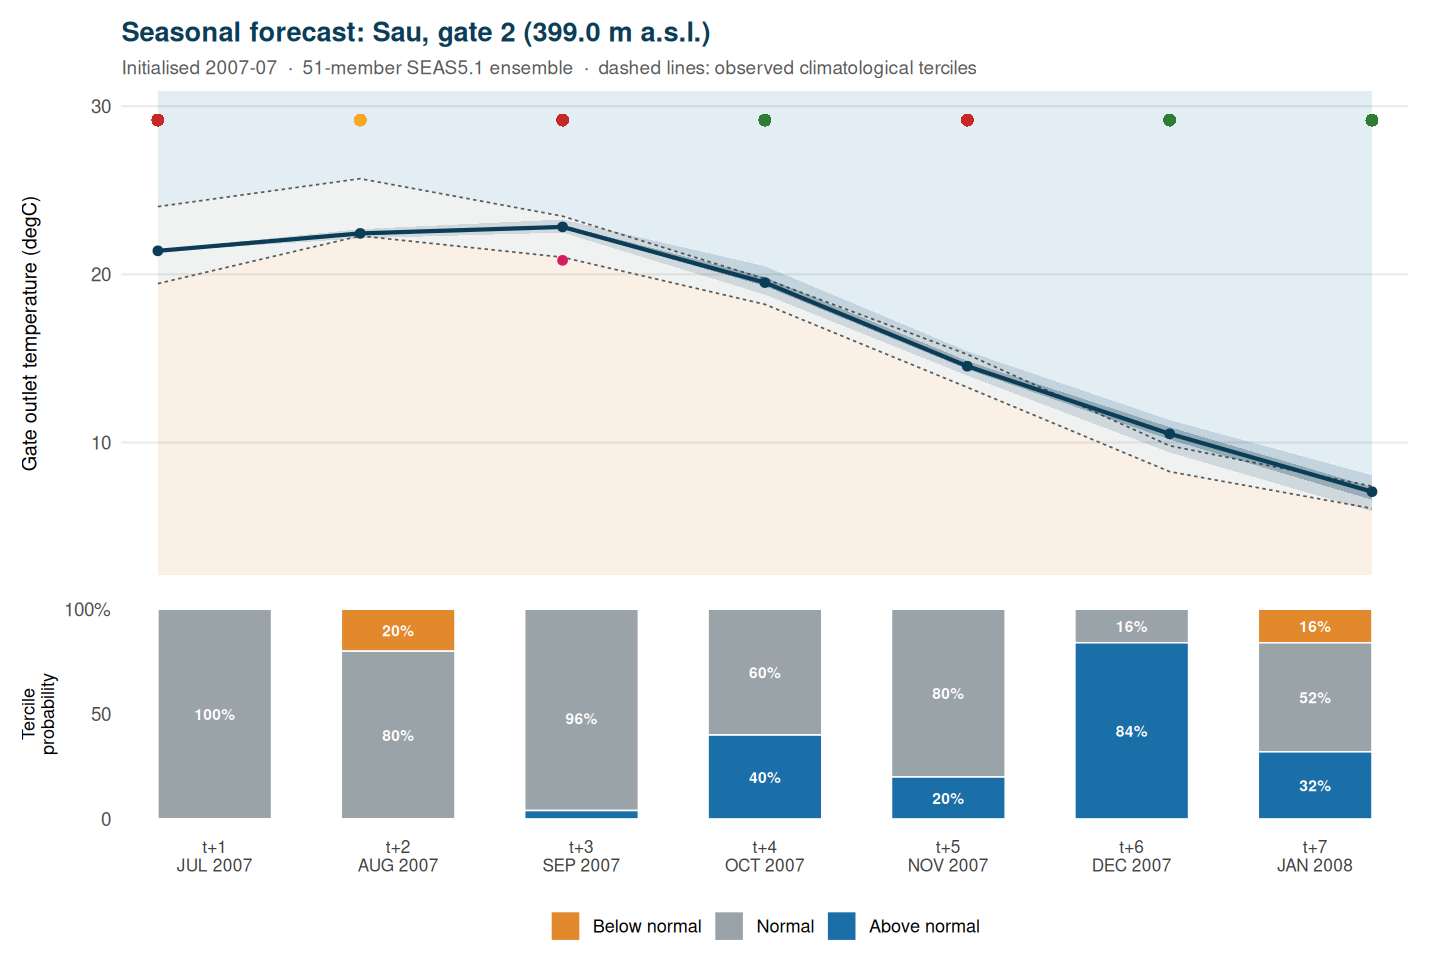 Seasonal forecast: Sau, gate 2 (399.0 m a.s.l.)
Initialised 2007-07 · 51-member SEAS5.1 ensemble · dashed lines: observed climatological terciles
Gate outlet temperature (degC)
30
20
10
Tercile
probability
100%
50
0
100%
20%
80%
96%
60%
40%
80%
20%
16%
84%
16%
52%
32%
t+1
JUL 2007
t+2
AUG 2007
t+3
SEP 2007
t+4
OCT 2007
t+5
NOV 2007
t+6
DEC 2007
t+7
JAN 2008
Below normal
Normal
Above normal